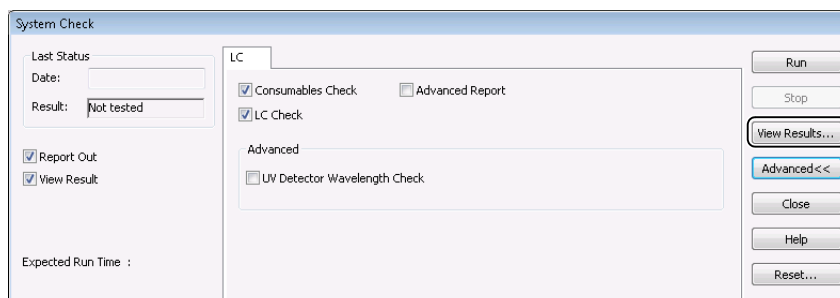 System Check
Last Status
Date:
Result: Not tested
Report Out
View Result
Expected Run Time :
LC
Consumables Check Advanced Report
LC Check
Advanced
UV Detector Wavelength Check
Run
Stop
View Results...
Advanced<<
Close
Help
Reset...